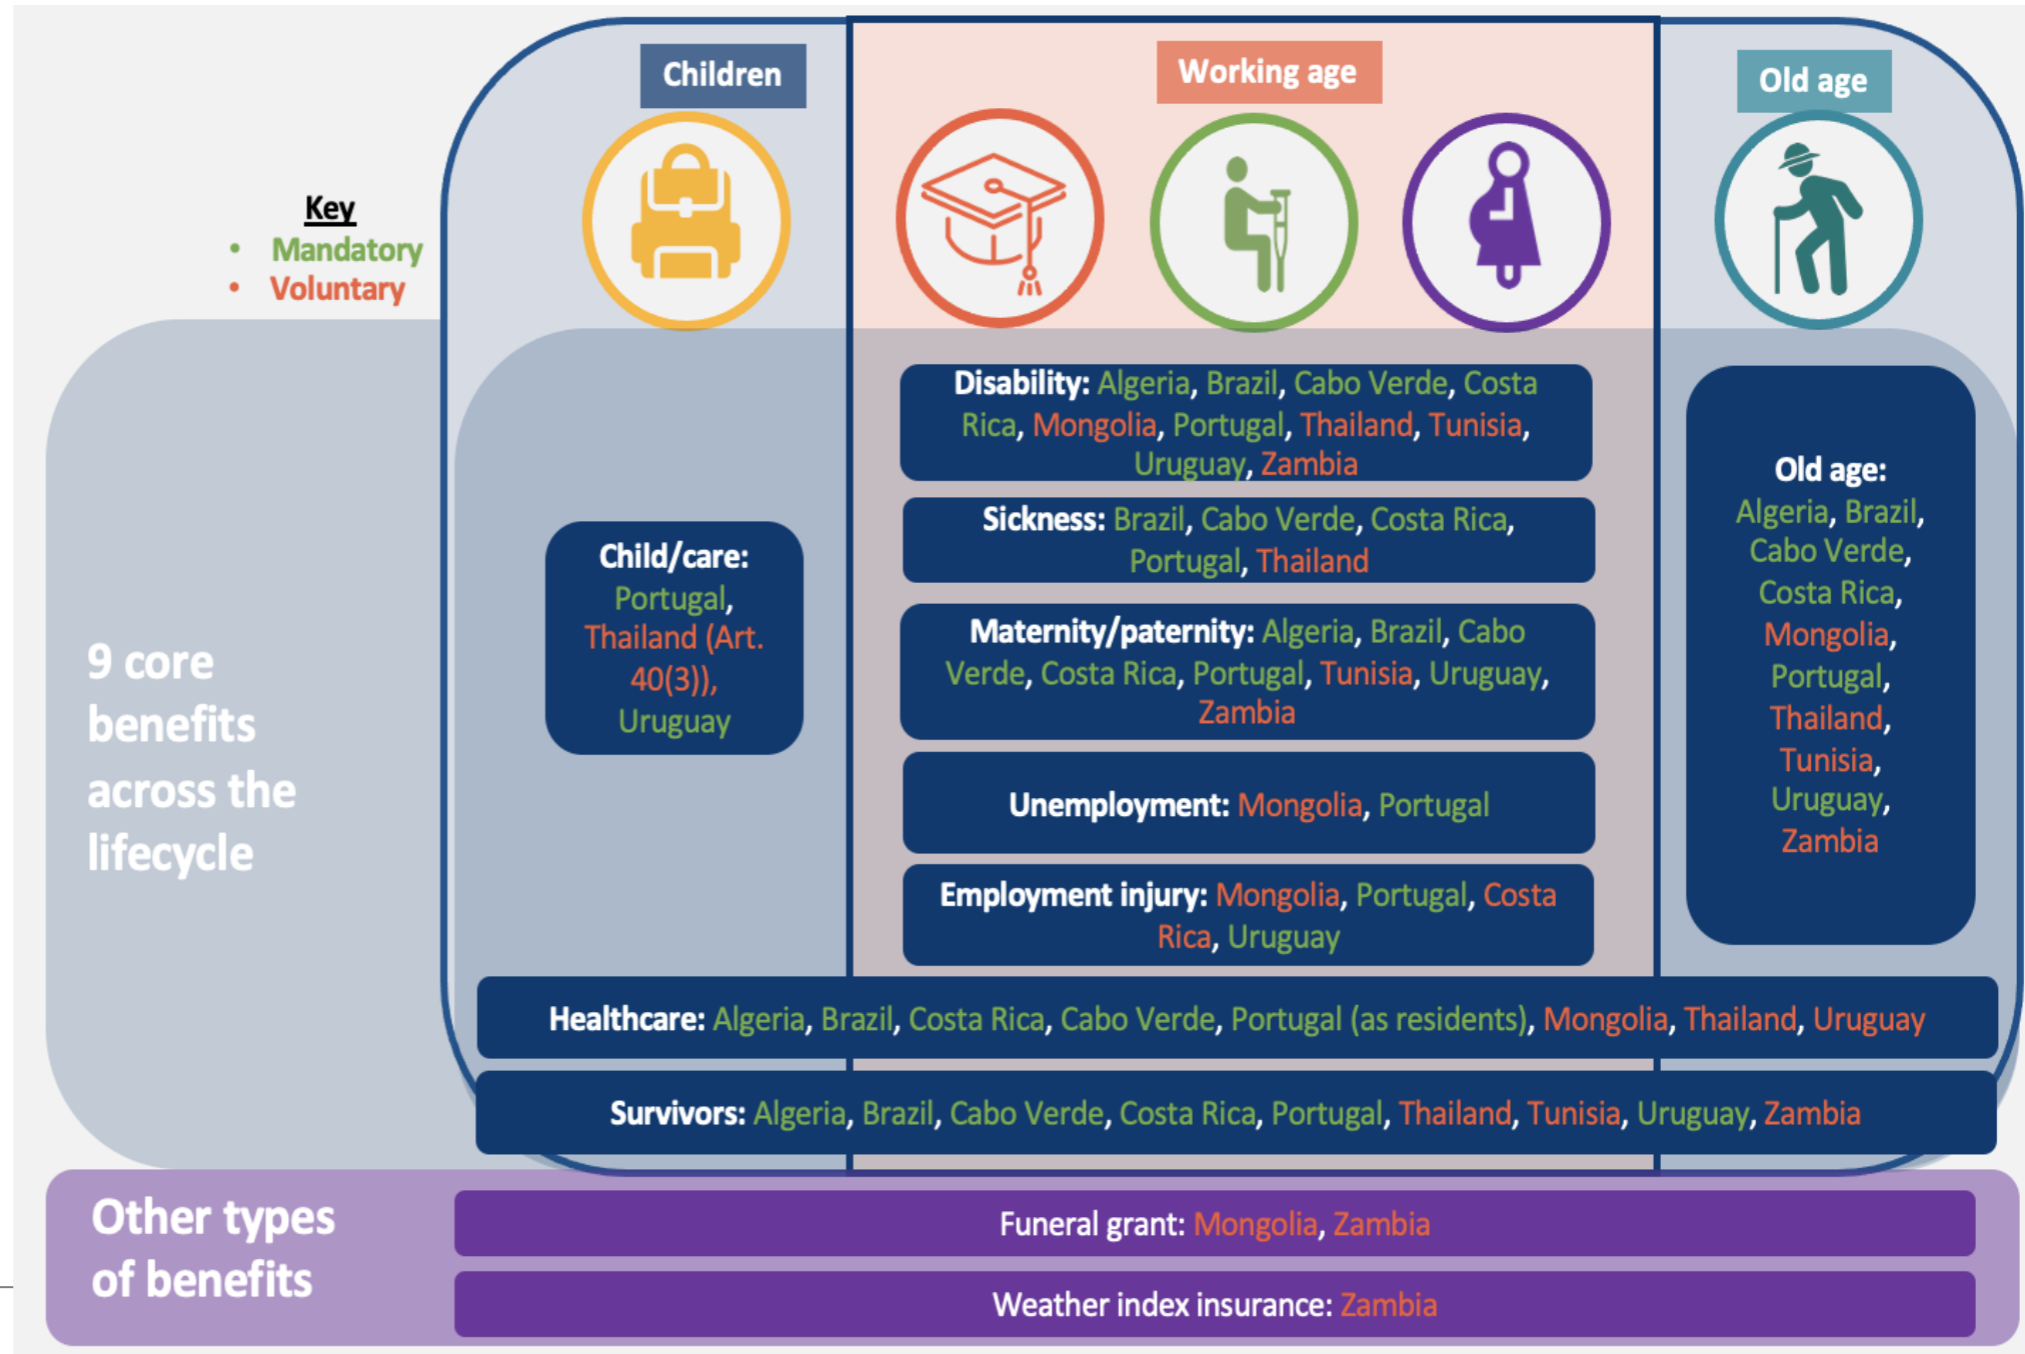 Children
Working age
Old age
Key
• Mandatory
• Voluntary
9 core
benefits
across the
lifecycle
Child/care:
Portugal,
Thailand (Art.
40(3)),
Uruguay
Disability: Algeria, Brazil, Cabo Verde, Costa
Rica, Mongolia, Portugal, Thailand, Tunisia,
Uruguay, Zambia
Sickness: Brazil, Cabo Verde, Costa Rica,
Portugal, Thailand
Maternity/paternity: Algeria, Brazil, Cabo
Verde, Costa Rica, Portugal, Tunisia, Uruguay,
Zambia
Unemployment: Mongolia, Portugal
Employment injury: Mongolia, Portugal, Costa
Rica, Uruguay
Old age:
Algeria, Brazil,
Cabo Verde,
Costa Rica,
Mongolia,
Portugal,
Thailand,
Tunisia,
Uruguay,
Zambia
Healthcare: Algeria, Brazil, Costa Rica, Cabo Verde, Portugal (as residents), Mongolia, Thailand, Uruguay
Survivors: Algeria, Brazil, Cabo Verde, Costa Rica, Portugal, Thailand, Tunisia, Uruguay, Zambia
Other types
of benefits
Funeral grant: Mongolia, Zambia
Weather index insurance: Zambia